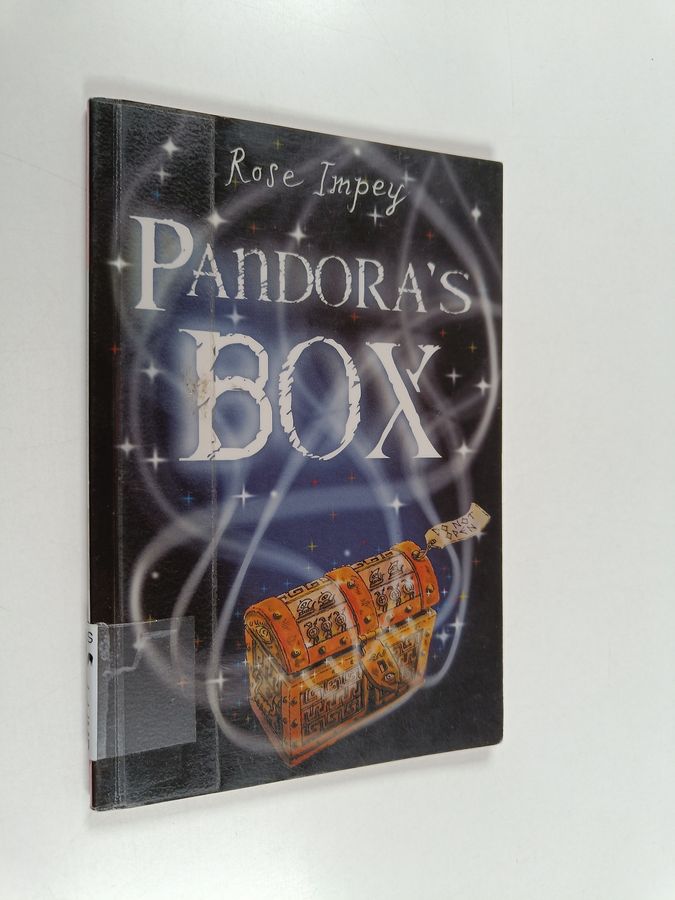 Rose Impey
PANDORA'S
BOX
DO NOT
OPEN
S